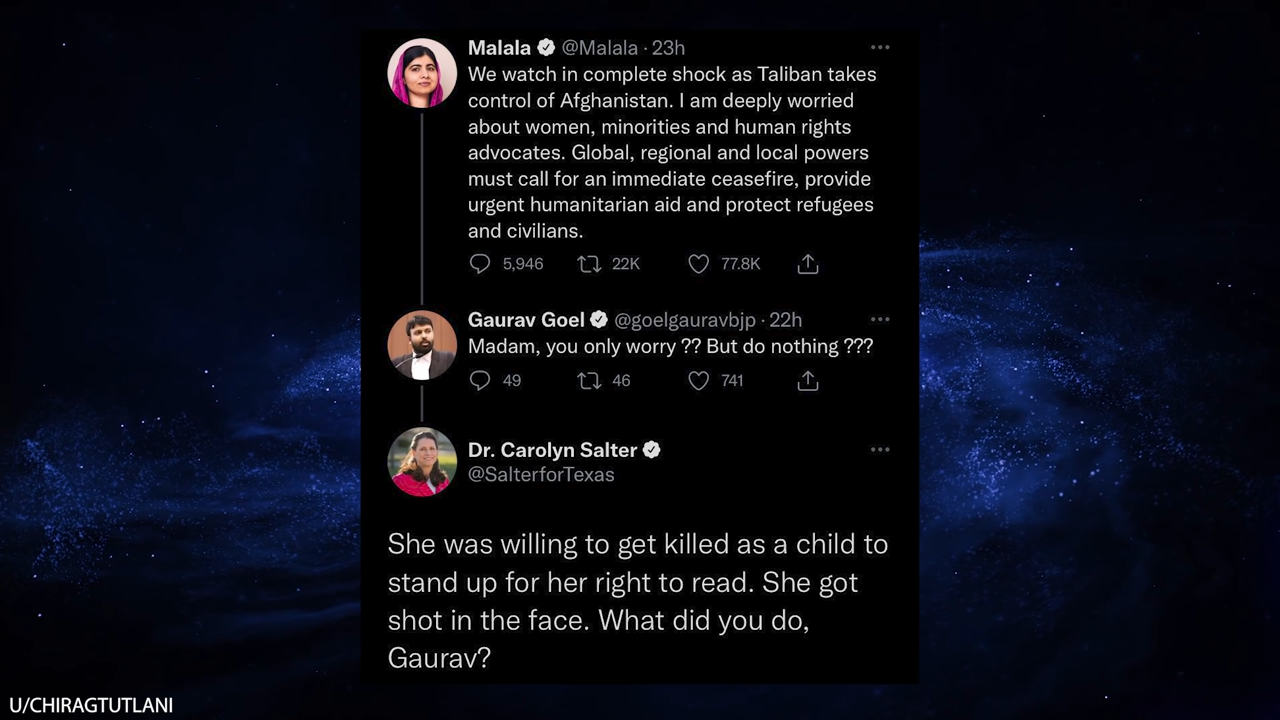 Malala @Malala · 23h
We watch in complete shock as Taliban takes
control of Afghanistan. I am deeply worried
about women, minorities and human rights
advocates. Global, regional and local powers
must call for an immediate ceasefire, provide
urgent humanitarian aid and protect refugees
and civilians.
5,946 22K 77.8K
Gaurav Goel @goelgauravbjp · 22h
Madam, you only worry ?? But do nothing ???
49 46 741
Dr. Carolyn Salter
@SalterforTexas
She was willing to get killed as a child to
stand up for her right to read. She got
shot in the face. What did you do,
Gaurav?
U/CHIRAGTUTLANI